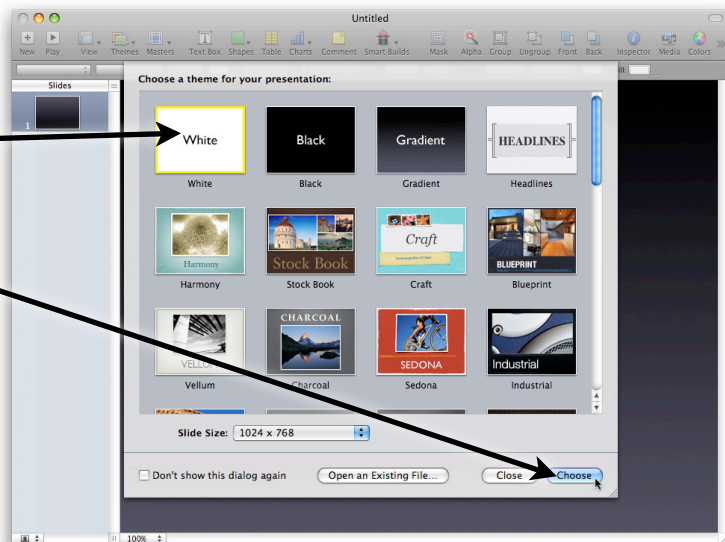 Untitled
New Play View Themes Masters Text Box Shapes Table Charts Comment Smart Builds Mask Alpha Group Ungroup Front Back Inspector Media Colors
Slides
1
Choose a theme for your presentation:
White Black Gradient HEADLINES
White Black Gradient Headlines
Harmony Stock Book Craft BLUEPRINT
Harmony Stock Book Craft Blueprint
VELLUM CHARCOAL SEDONA Industrial
Vellum Charcoal Sedona Industrial
Slide Size: 1024 x 768
Don't show this dialog again Open an Existing File... Close Choose
100%